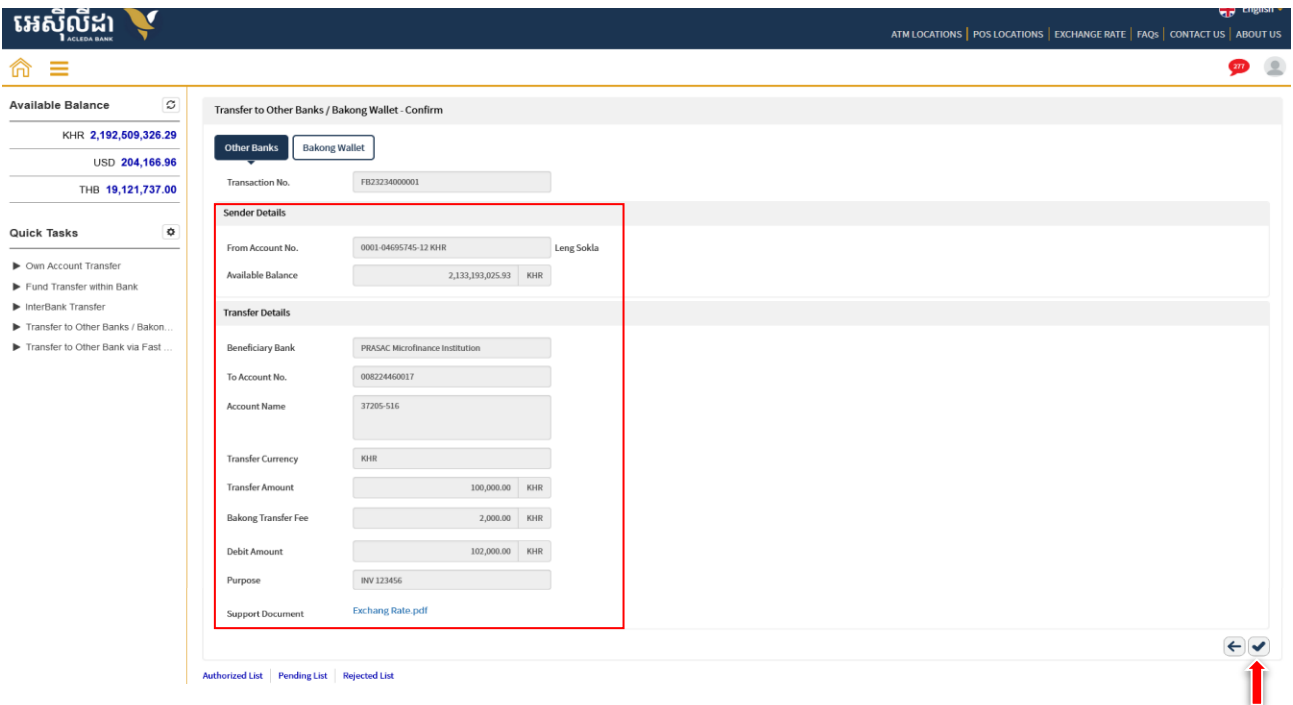 English
អេស៊ីលីដា
ACLEDA BANK
ATM LOCATIONS | POS LOCATIONS | EXCHANGE RATE | FAQs | CONTACT US | ABOUT US
277
Available Balance
KHR 2,192,509,326.29
USD 204,166.96
THB 19,121,737.00
Quick Tasks
Own Account Transfer
Fund Transfer within Bank
InterBank Transfer
Transfer to Other Banks / Bakon...
Transfer to Other Bank via Fast ...
Transfer to Other Banks / Bakong Wallet - Confirm
Other Banks Bakong Wallet
Transaction No. FB23234000001
Sender Details
From Account No. 0001-04695745-12 KHR Leng Sokla
Available Balance 2,133,193,025.93 KHR
Transfer Details
Beneficiary Bank PRASAC Microfinance Institution
To Account No. 008224460017
Account Name 37205-516
Transfer Currency KHR
Transfer Amount 100,000.00 KHR
Bakong Transfer Fee 2,000.00 KHR
Debit Amount 102,000.00 KHR
Purpose INV 123456
Support Document Exchang Rate.pdf
Authorized List | Pending List | Rejected List